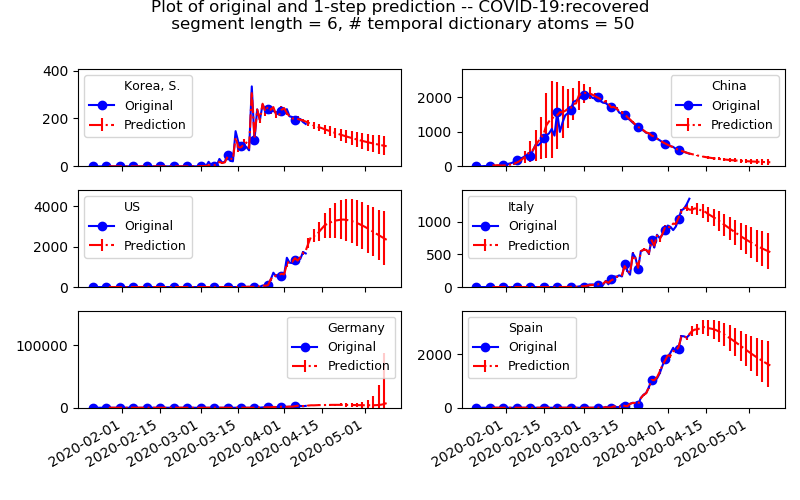 Plot of original and 1-step prediction -- COVID-19:recovered
segment length = 6, # temporal dictionary atoms = 50
400
200
0
Korea, S.
Original
Prediction
2000
1000
0
China
Original
Prediction
4000
2000
0
US
Original
Prediction
1000
500
0
Italy
Original
Prediction
100000
0
Germany
Original
Prediction
2000
0
Spain
Original
Prediction
2020-02-01
2020-02-15
2020-03-01
2020-03-15
2020-04-01
2020-04-15
2020-05-01
2020-02-01
2020-02-15
2020-03-01
2020-03-15
2020-04-01
2020-04-15
2020-05-01